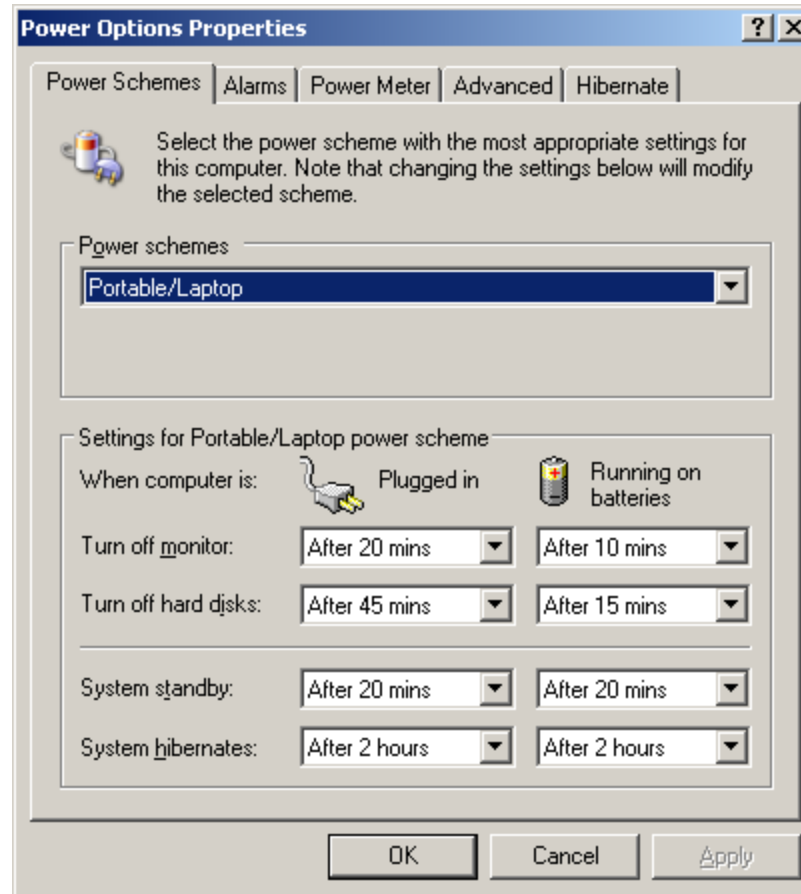 Power Options Properties
Power Schemes Alarms Power Meter Advanced Hibernate
Select the power scheme with the most appropriate settings for
this computer. Note that changing the settings below will modify
the selected scheme.
Power schemes
Portable/Laptop
Settings for Portable/Laptop power scheme
When computer is: Plugged in Running on
batteries
Turn off monitor: After 20 mins After 10 mins
Turn off hard disks: After 45 mins After 15 mins
System standby: After 20 mins After 20 mins
System hibernates: After 2 hours After 2 hours
OK Cancel Apply